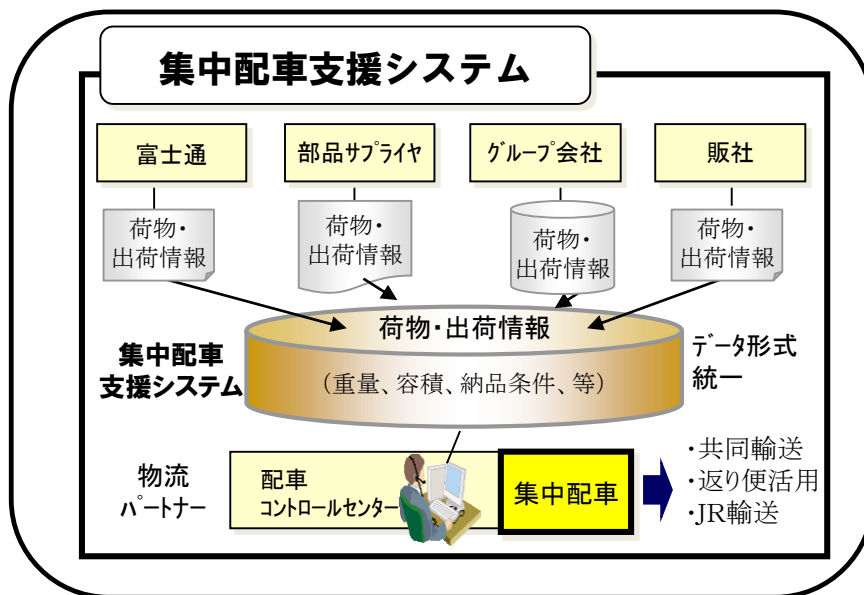 集中配車支援システム
富士通
部品ｻﾌﾟﾗｲﾔ
ｸﾞﾙｰﾌﾟ会社
販社
荷物・
出荷情報
荷物・
出荷情報
荷物・
出荷情報
荷物・
出荷情報
荷物・出荷情報
集中配車
支援システム
（重量、容積、納品条件、等）
ﾃﾞｰﾀ形式
統一
物流
ﾊﾟｰﾄﾅｰ
配車
ｺﾝﾄﾛｰﾙｾﾝﾀｰ
集中配車
・共同輸送
・返り便活用
・JR輸送